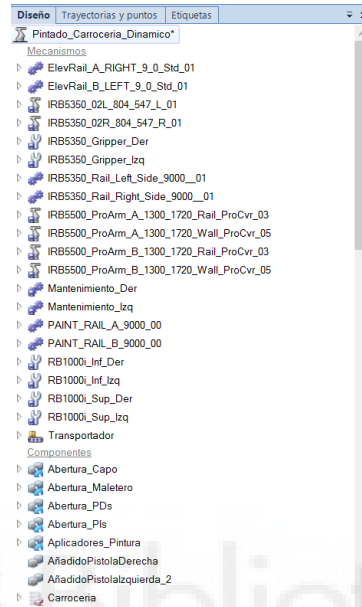 Diseño Trayectorias y puntos Etiquetas
Pintado_Carroceria_Dinamico*
Mecanismos
ElevRail_A_RIGHT_9_0_Std_01
ElevRail_B_LEFT_9_0_Std_01
IRB5350_02L_804_547_L_01
IRB5350_02R_804_547_R_01
IRB5350_Gripper_Der
IRB5350_Gripper_Izq
IRB5350_Rail_Left_Side_9000__01
IRB5350_Rail_Right_Side_9000__01
IRB5500_ProArm_A_1300_1720_Rail_ProCvr_03
IRB5500_ProArm_A_1300_1720_Wall_ProCvr_05
IRB5500_ProArm_B_1300_1720_Rail_ProCvr_03
IRB5500_ProArm_B_1300_1720_Wall_ProCvr_05
Mantenimiento_Der
Mantenimiento_Izq
PAINT_RAIL_A_9000_00
PAINT_RAIL_B_9000_00
RB1000i_Inf_Der
RB1000i_Inf_Izq
RB1000i_Sup_Der
RB1000i_Sup_Izq
Transportador
Componentes
Abertura_Capo
Abertura_Maletero
Abertura_PDs
Abertura_PIs
Aplicadores_Pintura
AñadidoPistolaDerecha
AñadidoPistolaIzquierda_2
Carroceria
Biblio